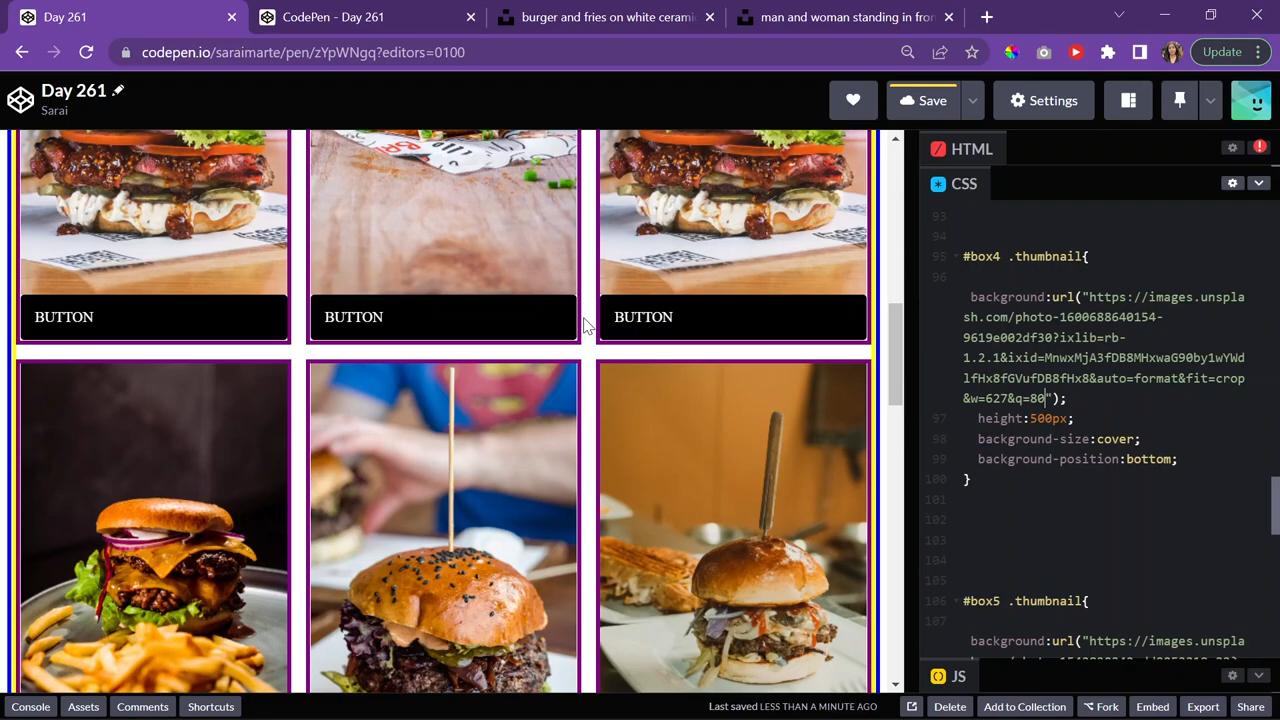 Day 261
CodePen - Day 261
burger and fries on white cerami
man and woman standing in fron
codepen.io/saraimarte/pen/zYpWNgq?editors=0100
Update
Day 261
Sarai
Save
Settings
HTML
CSS
93
94
95 #box4 .thumbnail{
96
background:url("https://images.unspla
sh.com/photo-1600688640154-
9619e002df30?ixlib=rb-
1.2.1&ixid=MnwxMjA3fDB8MHxwaG90by1wYWd
lfHx8fGVufDB8fHx8&auto=format&fit=crop
&w=627&q=80");
97 height:500px;
98 background-size:cover;
99 background-position:bottom;
100 }
101
102
103
104
105
106 #box5 .thumbnail{
107
background:url("https://images.unspla
JS
BUTTON
BUTTON
BUTTON
Console
Assets
Comments
Shortcuts
Last saved LESS THAN A MINUTE AGO
Delete
Add to Collection
Fork
Embed
Export
Share